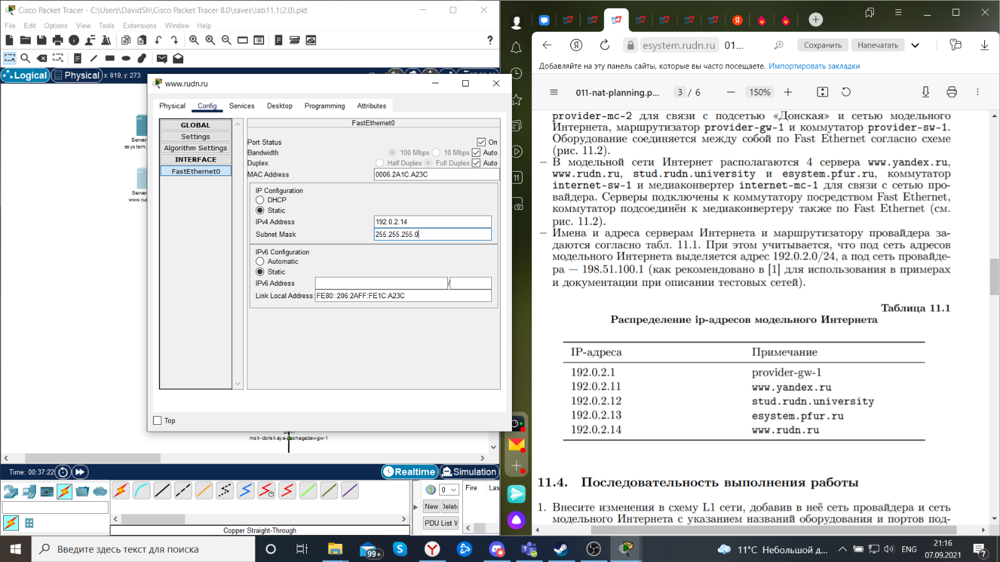 Cisco Packet Tracer - C:\Users\DavidSh\Cisco Packet Tracer 8.0\saves\lab11.1(2.0).pkt
File Edit Options View Tools Extensions Window Help
Logical Physical x: 819, y: 273
www.rudn.ru
Physical Config Services Desktop Programming Attributes
GLOBAL
Settings
Algorithm Settings
INTERFACE
FastEthernet0
FastEthernet0
Port Status On
Bandwidth 100 Mbps 10 Mbps Auto
Duplex Half Duplex Full Duplex Auto
MAC Address 0006.2A1C.A23C
IP Configuration
DHCP
Static
IPv4 Address 192.0.2.14
Subnet Mask 255.255.255.0
IPv6 Configuration
Automatic
Static
IPv6 Address /
Link Local Address: FE80::206:2AFF:FE1C:A23C
Top
Server
esystem.
Server
www.ru
Time: 00:37:22
Realtime Simulation
0
Fire Las
New Delete
PDU List W
Copper Straight-Through
esystem.rudn.ru 01...
Сохранить Напечатать
Добавляйте на эту панель сайты, которые вы часто посещаете. Импортировать закладки
011-nat-planning.p... 3 / 6 150%
provider-mc-2 для связи с подсетью «Донская» и сетью модельного
Интернета, маршрутизатор provider-gw-1 и коммутатор provider-sw-1.
Оборудование соединяется между собой по Fast Ethernet согласно схеме
(рис. 11.2).
– В модельной сети Интернет располагаются 4 сервера www.yandex.ru,
www.rudn.ru, stud.rudn.university и esystem.pfur.ru, коммутатор
internet-sw-1 и медиаконвертер internet-mc-1 для связи с сетью про-
вайдера. Серверы подключены к коммутатору посредством Fast Ethernet,
коммутатор подсоединён к медиаконвертеру также по Fast Ethernet (см.
рис. 11.2).
– Имена и адреса серверам Интернета и маршрутизатору провайдера за-
даются согласно табл. 11.1. При этом учитывается, что под сеть адресов
модельного Интернета выделяется адрес 192.0.2.0/24, а под сеть провайде-
ра — 198.51.100.1 (как рекомендовано в [1] для использования в примерах
и документации при описании тестовых сетей).
Таблица 11.1
Распределение ip-адресов модельного Интернета
IP-адреса Примечание
192.0.2.1 provider-gw-1
192.0.2.11 www.yandex.ru
192.0.2.12 stud.rudn.university
192.0.2.13 esystem.pfur.ru
192.0.2.14 www.rudn.ru
11.4. Последовательность выполнения работы
1. Внесите изменения в схему L1 сети, добавив в неё сеть провайдера и сеть
модельного Интернета с указанием названий оборудования и портов под-
11
Введите здесь текст для поиска
99+
11°C Небольшой д...
ENG
21:16
07.09.2021
7